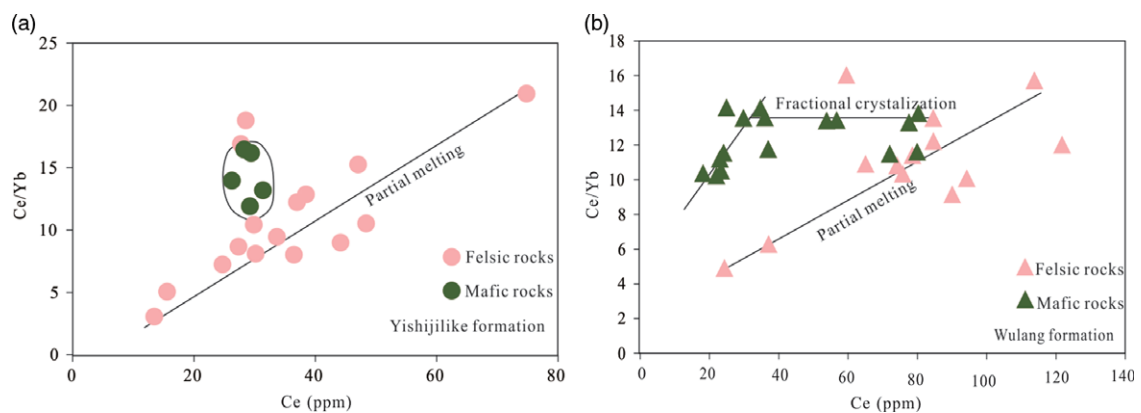 (a)
25
20
15
10
5
0
Ce/Yb
0 20 40 60 80
Ce (ppm)
Partial melting
Felsic rocks
Mafic rocks
Yishijilike formation
(b)
18
16
14
12
10
8
6
4
2
0
Ce/Yb
0 20 40 60 80 100 120 140
Ce (ppm)
Fractional crystalization
Partial melting
Felsic rocks
Mafic rocks
Wulang formation